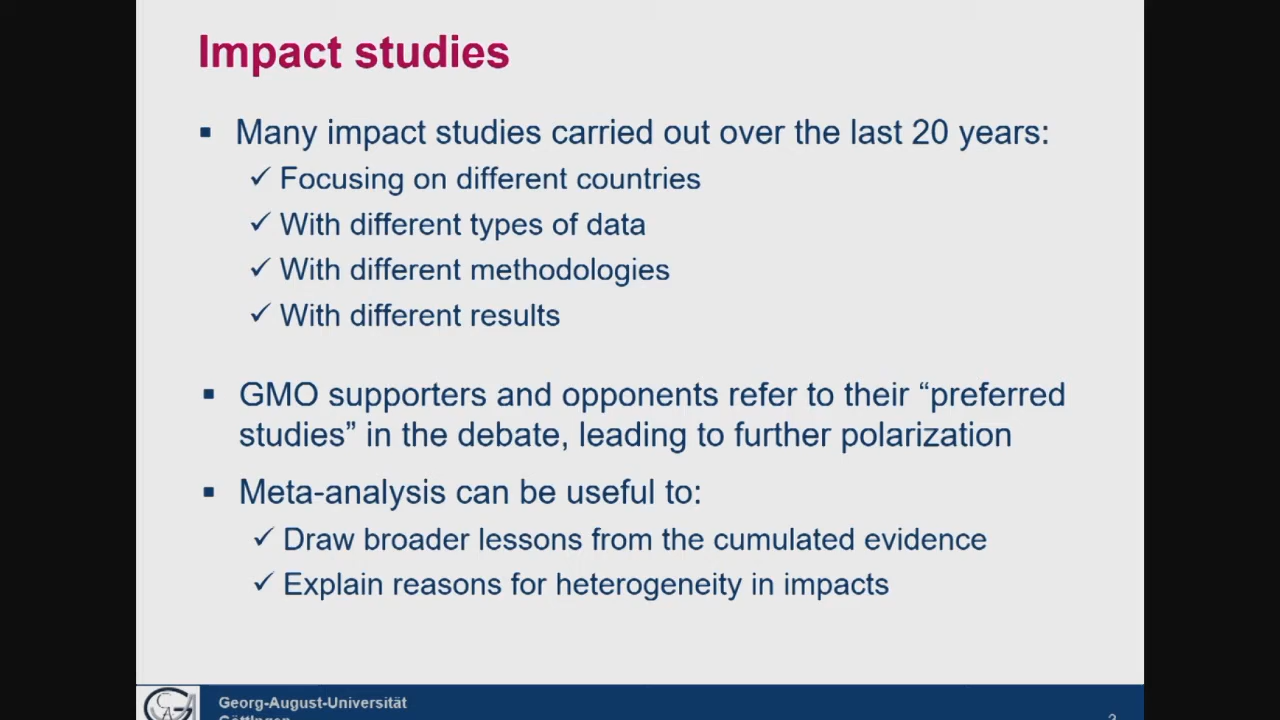 Impact studies
▪ Many impact studies carried out over the last 20 years:
✓ Focusing on different countries
✓ With different types of data
✓ With different methodologies
✓ With different results
▪ GMO supporters and opponents refer to their “preferred
studies” in the debate, leading to further polarization
▪ Meta-analysis can be useful to:
✓ Draw broader lessons from the cumulated evidence
✓ Explain reasons for heterogeneity in impacts
Georg-August-Universität
Göttingen